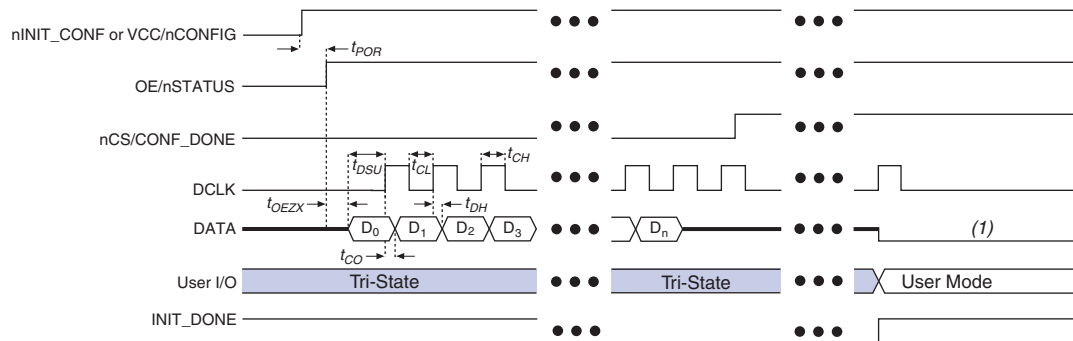 nINIT_CONF or VCC/nCONFIG
tPOR
OE/nSTATUS
nCS/CONF_DONE
tDSU tCL tCH
DCLK
tOEZX tDH
DATA D0 D1 D2 D3 Dn (1)
tCO
User I/O Tri-State Tri-State User Mode
INIT_DONE